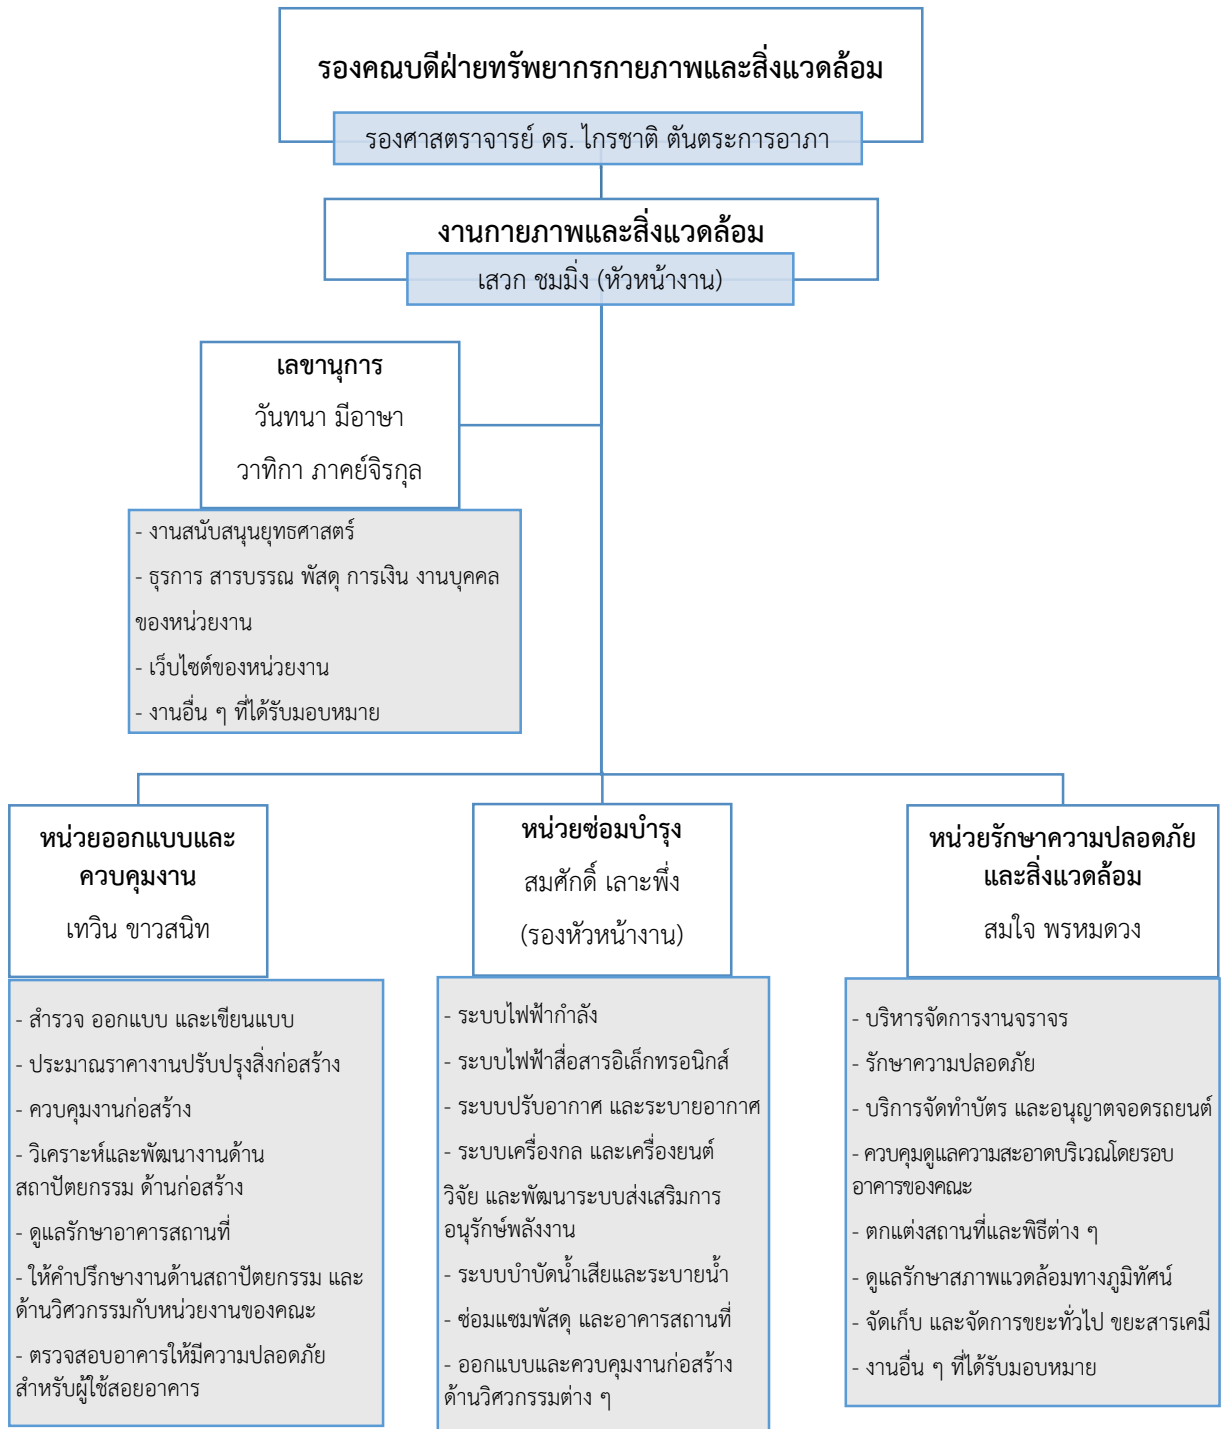 รองคณบดีฝ่ายทรัพยากรกายภาพและสิ่งแวดล้อม
รองศาสตราจารย์ ดร. ไกรชาติ ตันตระการอาภา
งานกายภาพและสิ่งแวดล้อม
เสวก ชมมิ่ง (หัวหน้างาน)
เลขานุการ
วันทนา มีอาษา
วาทิกา ภาคย์จิรกุล
- งานสนับสนุนยุทธศาสตร์
- ธุรการ สารบรรณ พัสดุ การเงิน งานบุคคล
ของหน่วยงาน
- เว็บไซต์ของหน่วยงาน
- งานอื่น ๆ ที่ได้รับมอบหมาย
หน่วยออกแบบและ
ควบคุมงาน
เทวิน ขาวสนิท
- สำรวจ ออกแบบ และเขียนแบบ
- ประมาณราคางานปรับปรุงสิ่งก่อสร้าง
- ควบคุมงานก่อสร้าง
- วิเคราะห์และพัฒนางานด้าน
สถาปัตยกรรม ด้านก่อสร้าง
- ดูแลรักษาอาคารสถานที่
- ให้คำปรึกษางานด้านสถาปัตยกรรม และ
ด้านวิศวกรรมกับหน่วยงานของคณะ
- ตรวจสอบอาคารให้มีความปลอดภัย
สำหรับผู้ใช้สอยอาคาร
หน่วยซ่อมบำรุง
สมศักดิ์ เลาะพึ่ง
(รองหัวหน้างาน)
- ระบบไฟฟ้ากำลัง
- ระบบไฟฟ้าสื่อสารอิเล็กทรอนิกส์
- ระบบปรับอากาศ และระบายอากาศ
- ระบบเครื่องกล และเครื่องยนต์
วิจัย และพัฒนาระบบส่งเสริมการ
อนุรักษ์พลังงาน
- ระบบบำบัดน้ำเสียและระบายน้ำ
- ซ่อมแซมพัสดุ และอาคารสถานที่
- ออกแบบและควบคุมงานก่อสร้าง
ด้านวิศวกรรมต่าง ๆ
หน่วยรักษาความปลอดภัย
และสิ่งแวดล้อม
สมใจ พรหมดวง
- บริหารจัดการงานจราจร
- รักษาความปลอดภัย
- บริการจัดทำบัตร และอนุญาตจอดรถยนต์
- ควบคุมดูแลความสะอาดบริเวณโดยรอบ
อาคารของคณะ
- ตกแต่งสถานที่และพิธีต่าง ๆ
- ดูแลรักษาสภาพแวดล้อมทางภูมิทัศน์
- จัดเก็บ และจัดการขยะทั่วไป ขยะสารเคมี
- งานอื่น ๆ ที่ได้รับมอบหมาย